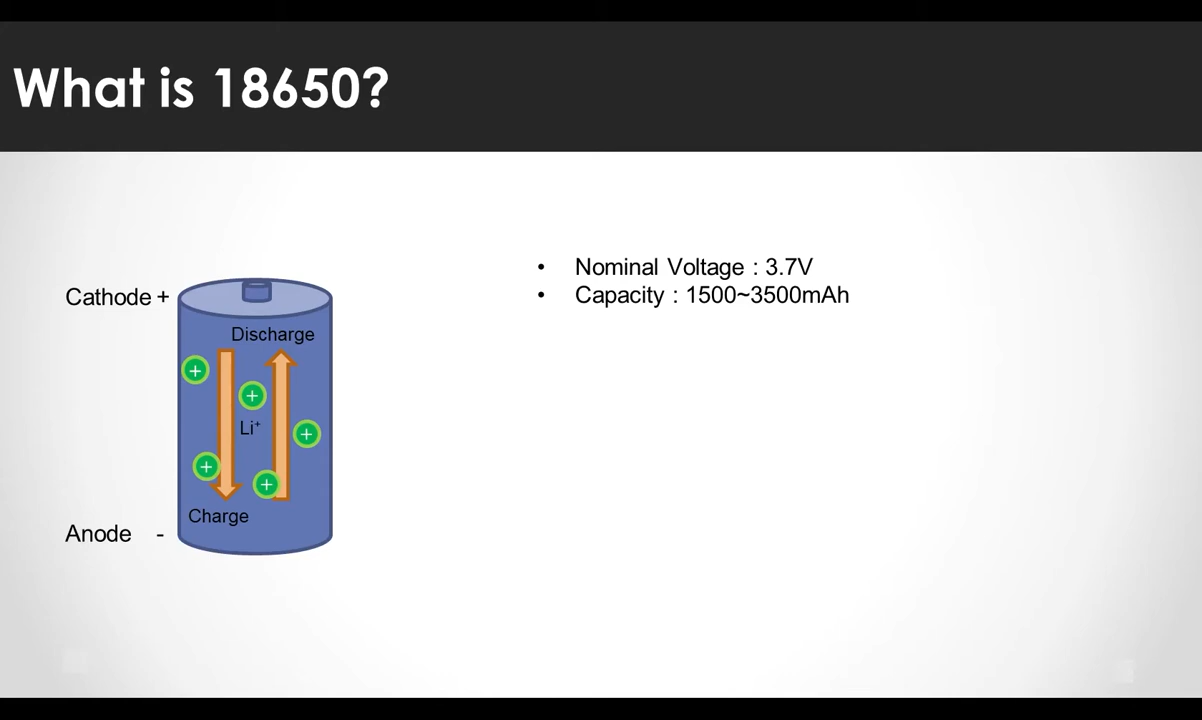 What is 18650?
• Nominal Voltage : 3.7V
• Capacity : 1500~3500mAh
Cathode +
Discharge
+
+
Li⁺
+
+
+
Charge
Anode -